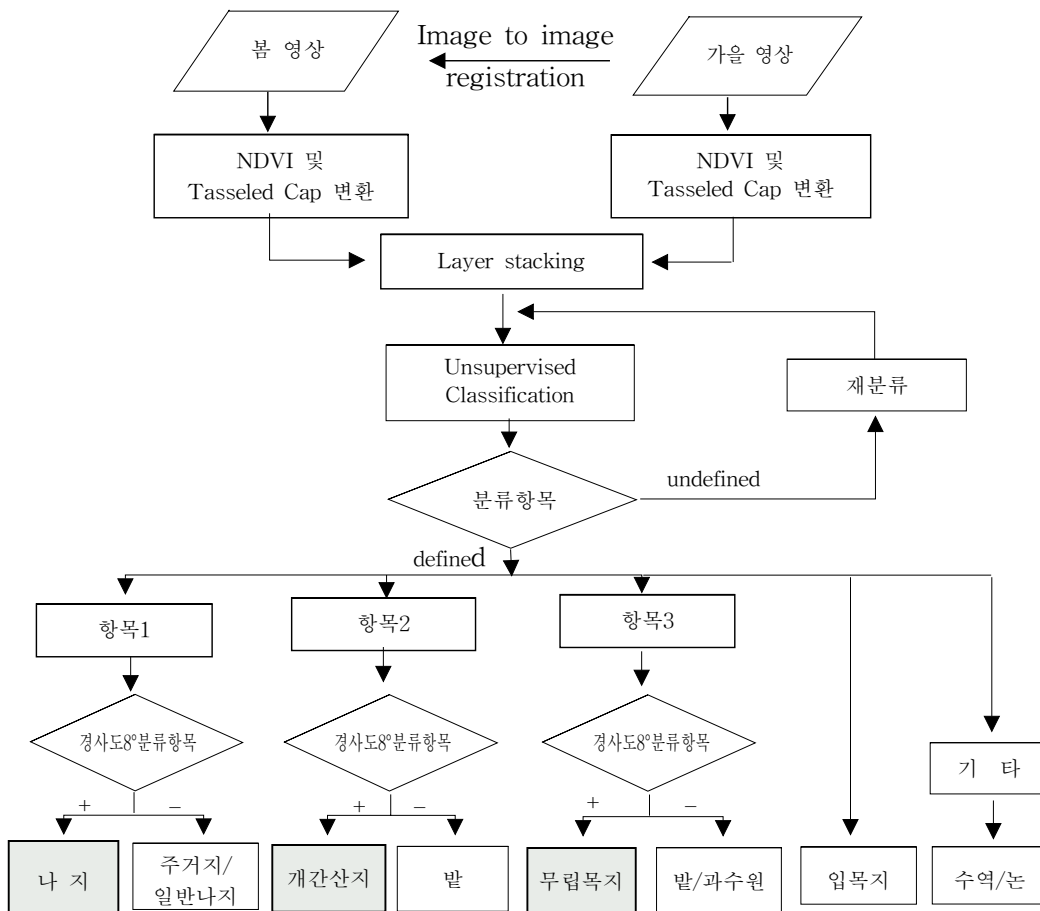 봄 영상
Image to image
registration
가을 영상
NDVI 및
Tasseled Cap 변환
NDVI 및
Tasseled Cap 변환
Layer stacking
Unsupervised
Classification
재분류
분류항목
undefined
defined
항목1
항목2
항목3
경사도8°분류항목
경사도8°분류항목
경사도8°분류항목
기 타
+ −
+ −
+ −
나 지
주거지/
일반나지
개간산지
밭
무립목지
밭/과수원
입목지
수역/논